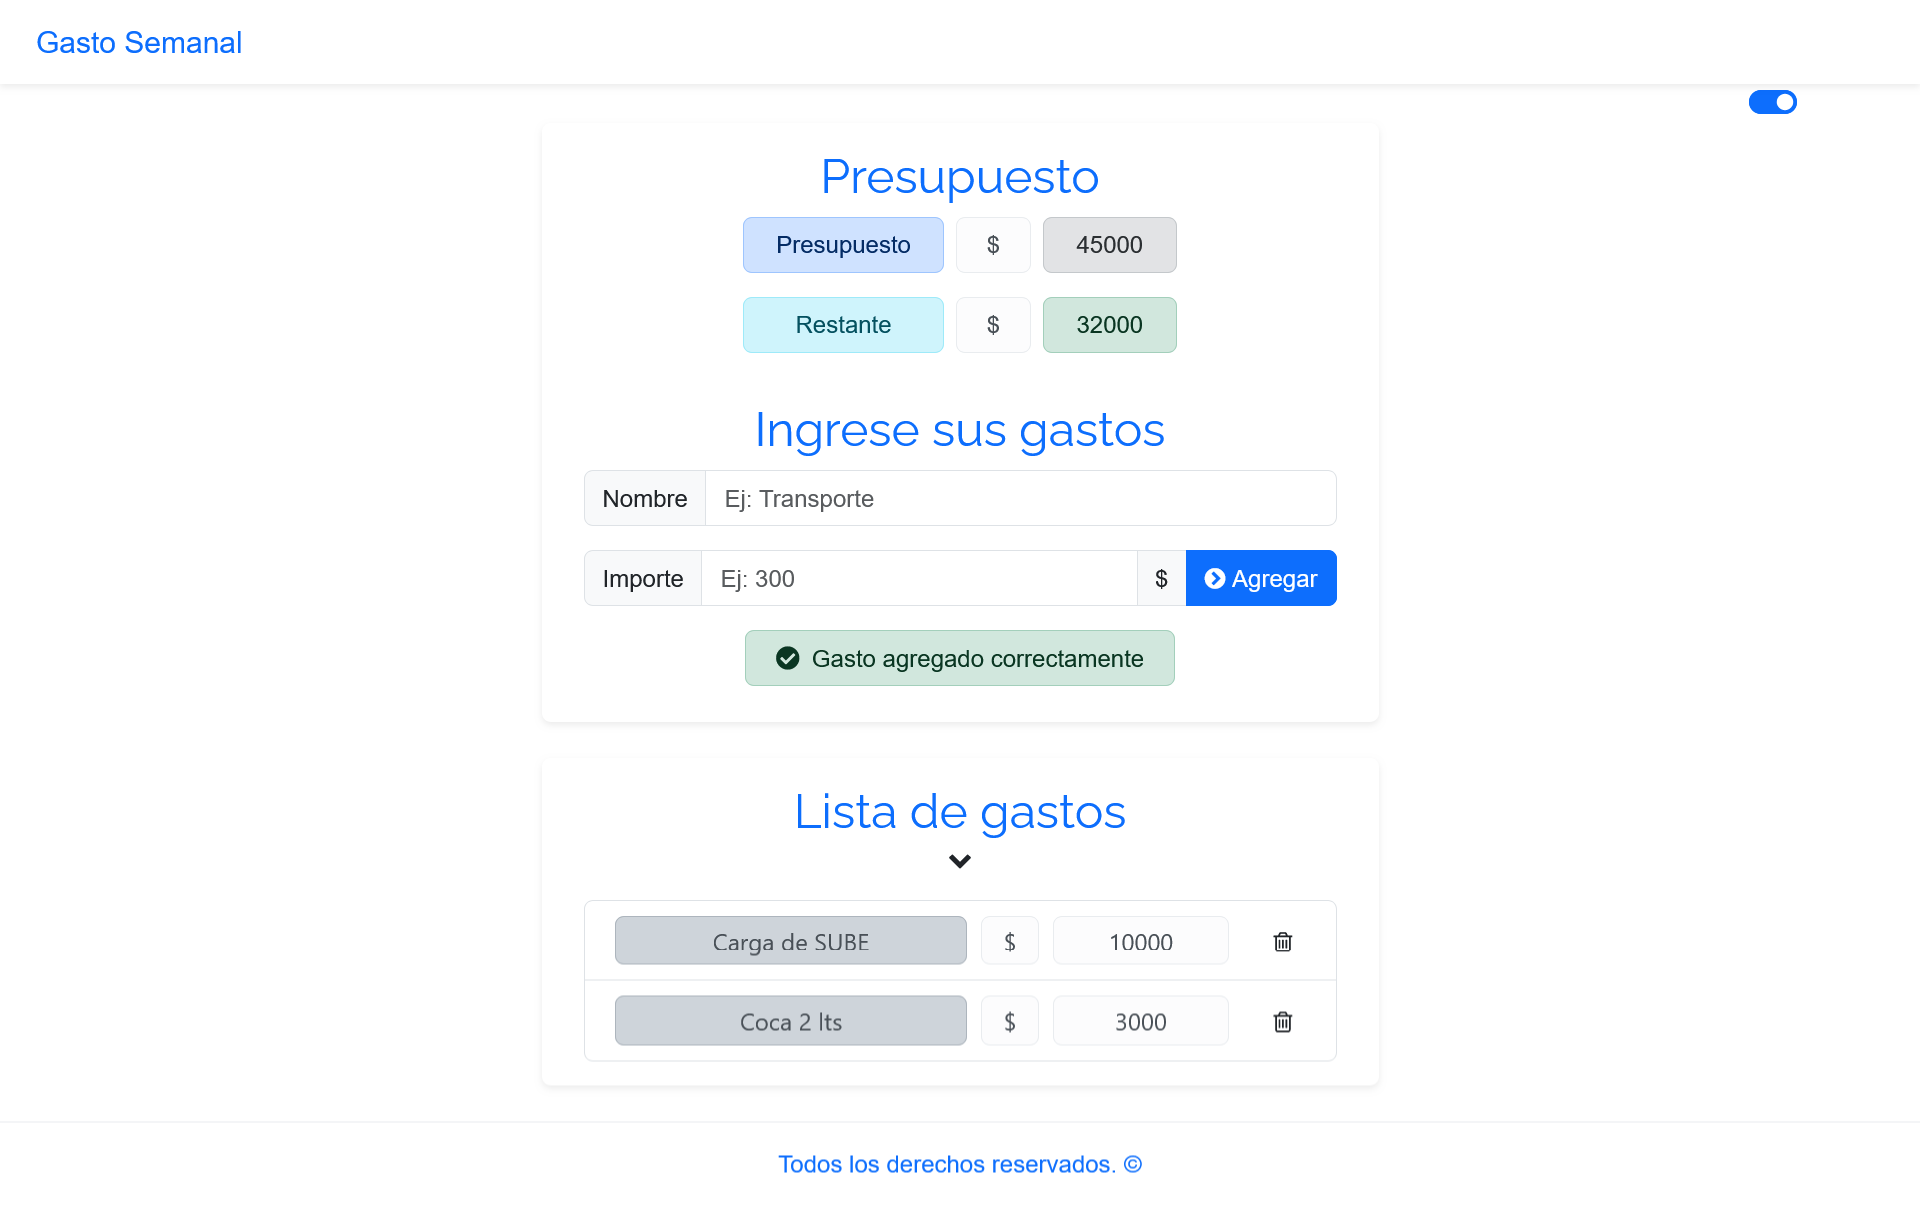 Gasto Semanal
Presupuesto
Presupuesto $ 45000
Restante $ 32000
Ingrese sus gastos
Nombre Ej: Transporte
Importe Ej: 300 $ Agregar
Gasto agregado correctamente
Lista de gastos
Carga de SUBE $ 10000
Coca 2 lts $ 3000
Todos los derechos reservados. ©